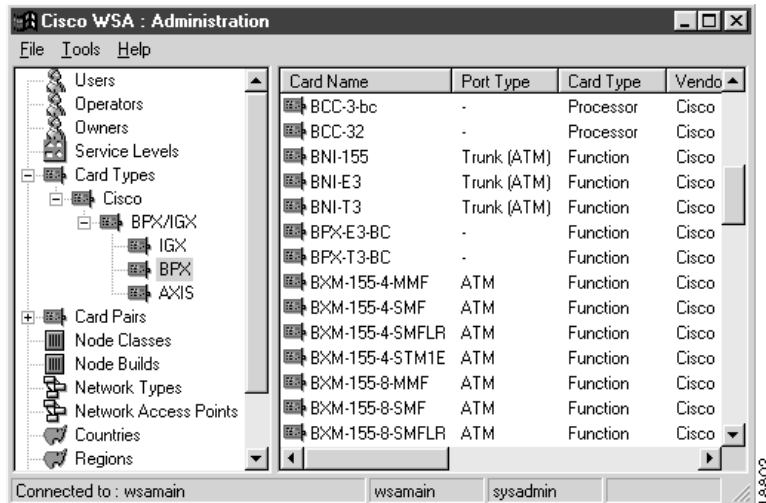 Cisco WSA : Administration
File Tools Help
Users
Operators
Owners
Service Levels
Card Types
Cisco
BPX/IGX
IGX
BPX
AXIS
Card Pairs
Node Classes
Node Builds
Network Types
Network Access Points
Countries
Regions
Card Name Port Type Card Type Vendo
BCC-3-bc - Processor Cisco
BCC-32 - Processor Cisco
BNI-155 Trunk (ATM) Function Cisco
BNI-E3 Trunk (ATM) Function Cisco
BNI-T3 Trunk (ATM) Function Cisco
BPX-E3-BC - Function Cisco
BPX-T3-BC - Function Cisco
BXM-155-4-MMF ATM Function Cisco
BXM-155-4-SMF ATM Function Cisco
BXM-155-4-SMFLR ATM Function Cisco
BXM-155-4-STM1E ATM Function Cisco
BXM-155-8-MMF ATM Function Cisco
BXM-155-8-SMF ATM Function Cisco
BXM-155-8-SMFLR ATM Function Cisco
Connected to : wsamain wsamain sysadmin
18802